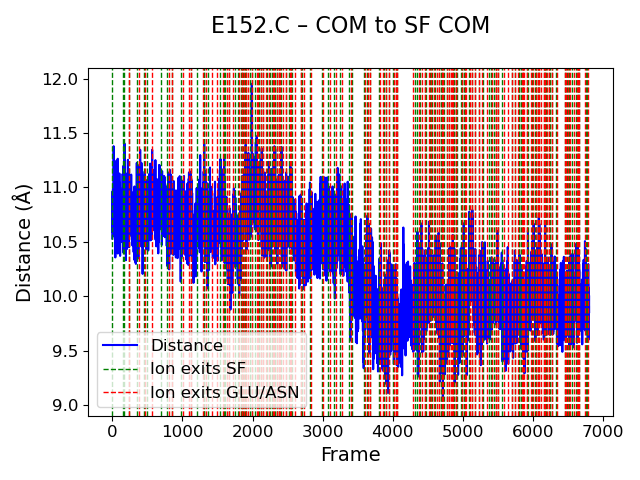 E152.C – COM to SF COM
12.0
11.5
11.0
10.5
10.0
9.5
9.0
Distance (Å)
Distance
Ion exits SF
Ion exits GLU/ASN
0 1000 2000 3000 4000 5000 6000 7000
Frame